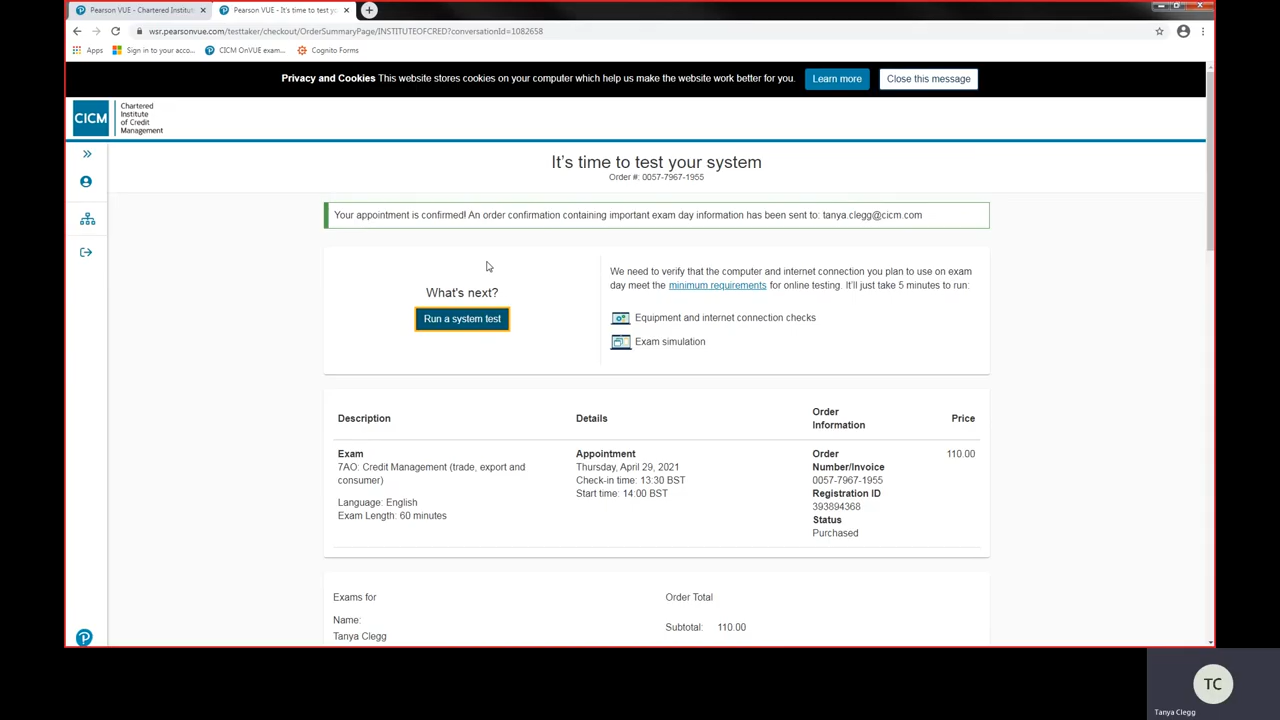 Pearson VUE - Chartered Institut
Pearson VUE - It's time to test yo
wsr.pearsonvue.com/testtaker/checkout/OrderSummaryPage/INSTITUTEOFCRED?conversationId=1082658
Apps
Sign in to your acco...
CICM OnVUE exam...
Cognito Forms
Privacy and Cookies This website stores cookies on your computer which help us make the website work better for you.
Learn more
Close this message
CICM
Chartered
Institute
of Credit
Management
It's time to test your system
Order #: 0057-7967-1955
Your appointment is confirmed! An order confirmation containing important exam day information has been sent to: tanya.clegg@cicm.com
What's next?
Run a system test
We need to verify that the computer and internet connection you plan to use on exam
day meet the minimum requirements for online testing. It'll just take 5 minutes to run:
Equipment and internet connection checks
Exam simulation
Description
Details
Order
Information
Price
Exam
7AO: Credit Management (trade, export and
consumer)
Language: English
Exam Length: 60 minutes
Appointment
Thursday, April 29, 2021
Check-in time: 13:30 BST
Start time: 14:00 BST
Order
Number/Invoice
0057-7967-1955
Registration ID
393894368
Status
Purchased
110.00
Exams for
Name:
Tanya Clegg
Order Total
Subtotal: 110.00
TC
Tanya Clegg